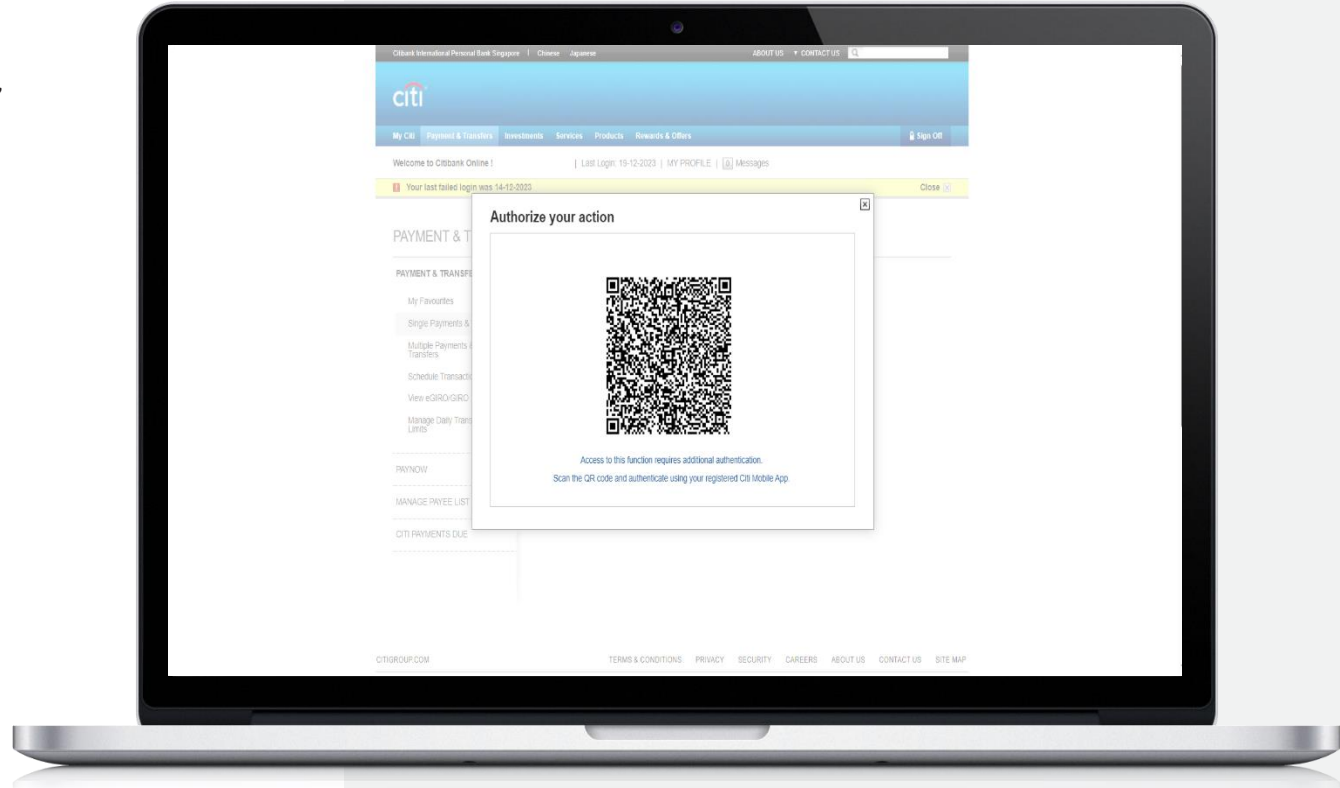 Citibank International Personal Bank Singapore | Chinese Japanese ABOUT US ▼ CONTACT US
citi
My Citi Payment & Transfers Investments Services Products Rewards & Offers Sign Off
Welcome to Citibank Online ! | Last Login: 19-12-2023 | MY PROFILE | Messages
Your last failed login was 14-12-2023 Close
Authorize your action
PAYMENT & T
PAYMENT & TRANSFE
My Favourites
Single Payments &
Multiple Payments &
Transfers
Schedule Transacti
View eGIRO/GIRO
Manage Daily Trans
Limits
Access to this function requires additional authentication.
Scan the QR code and authenticate using your registered Citi Mobile App
PAYNOW
MANAGE PAYEE LIST
CITI PAYMENTS DUE
CITIGROUP.COM TERMS & CONDITIONS PRIVACY SECURITY CAREERS ABOUT US CONTACT US SITE MAP